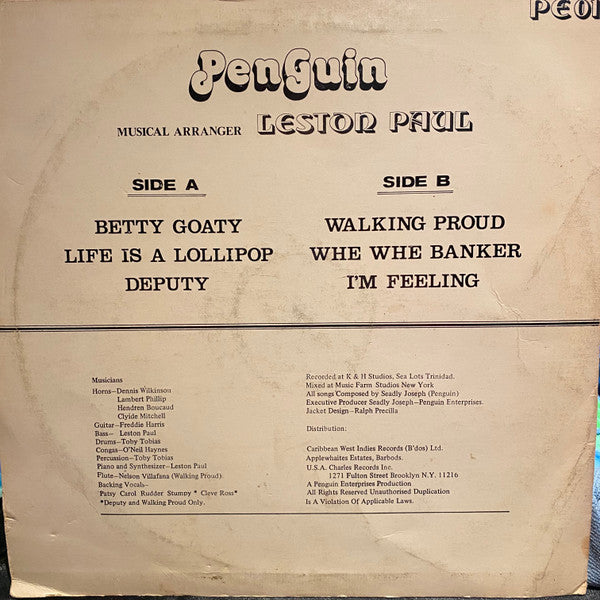 PE01
PenGuin
MUSICAL ARRANGER LESTON PAUL
SIDE A
BETTY GOATY
LIFE IS A LOLLIPOP
DEPUTY
SIDE B
WALKING PROUD
WHE WHE BANKER
I'M FEELING
Musicians
Horns—Dennis Wilkinson
Lambert Phillip
Hendren Boucaud
Clyide Mitchell
Guitar—Freddie Harris
Bass— Leston Paul
Drums—Toby Tobias
Congas—O'Neil Haynes
Percussion—Toby Tobias
Piano and Synthesizer—Leston Paul
Flute—Nelson Villafana (Walking Proud).
Backing Vocals—
Patsy Carol Rudder Stumpy * Cleve Ross*
*Deputy and Walking Proud Only.
Recorded at K & H Studios, Sea Lots Trinidad.
Mixed at Music Farm Studios New York
All songs Composed by Seadly Joseph (Penguin)
Executive Producer Seadly Joseph—Penguin Enterprises.
Jacket Design—Ralph Precilla
Distribution:
Caribbean West Indies Records (B'dos) Ltd.
Applewhaites Estates, Barbods.
U.S.A. Charles Records Inc.
1271 Fulton Street Brooklyn N.Y. 11216
A Penguin Enterprises Production
All Rights Reserved Unauthorised Duplication
Is A Violation Of Applicable Laws.